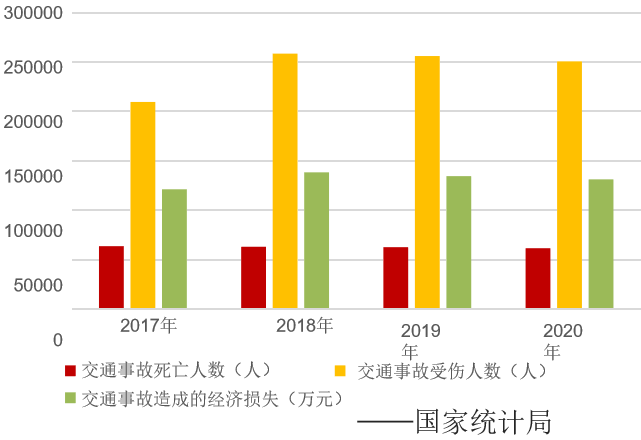 300000
250000
200000
150000
100000
50000
0
2017年
2018年
2019
年
2020
年
交通事故死亡人数（人）
交通事故受伤人数（人）
交通事故造成的经济损失（万元）
——国家统计局